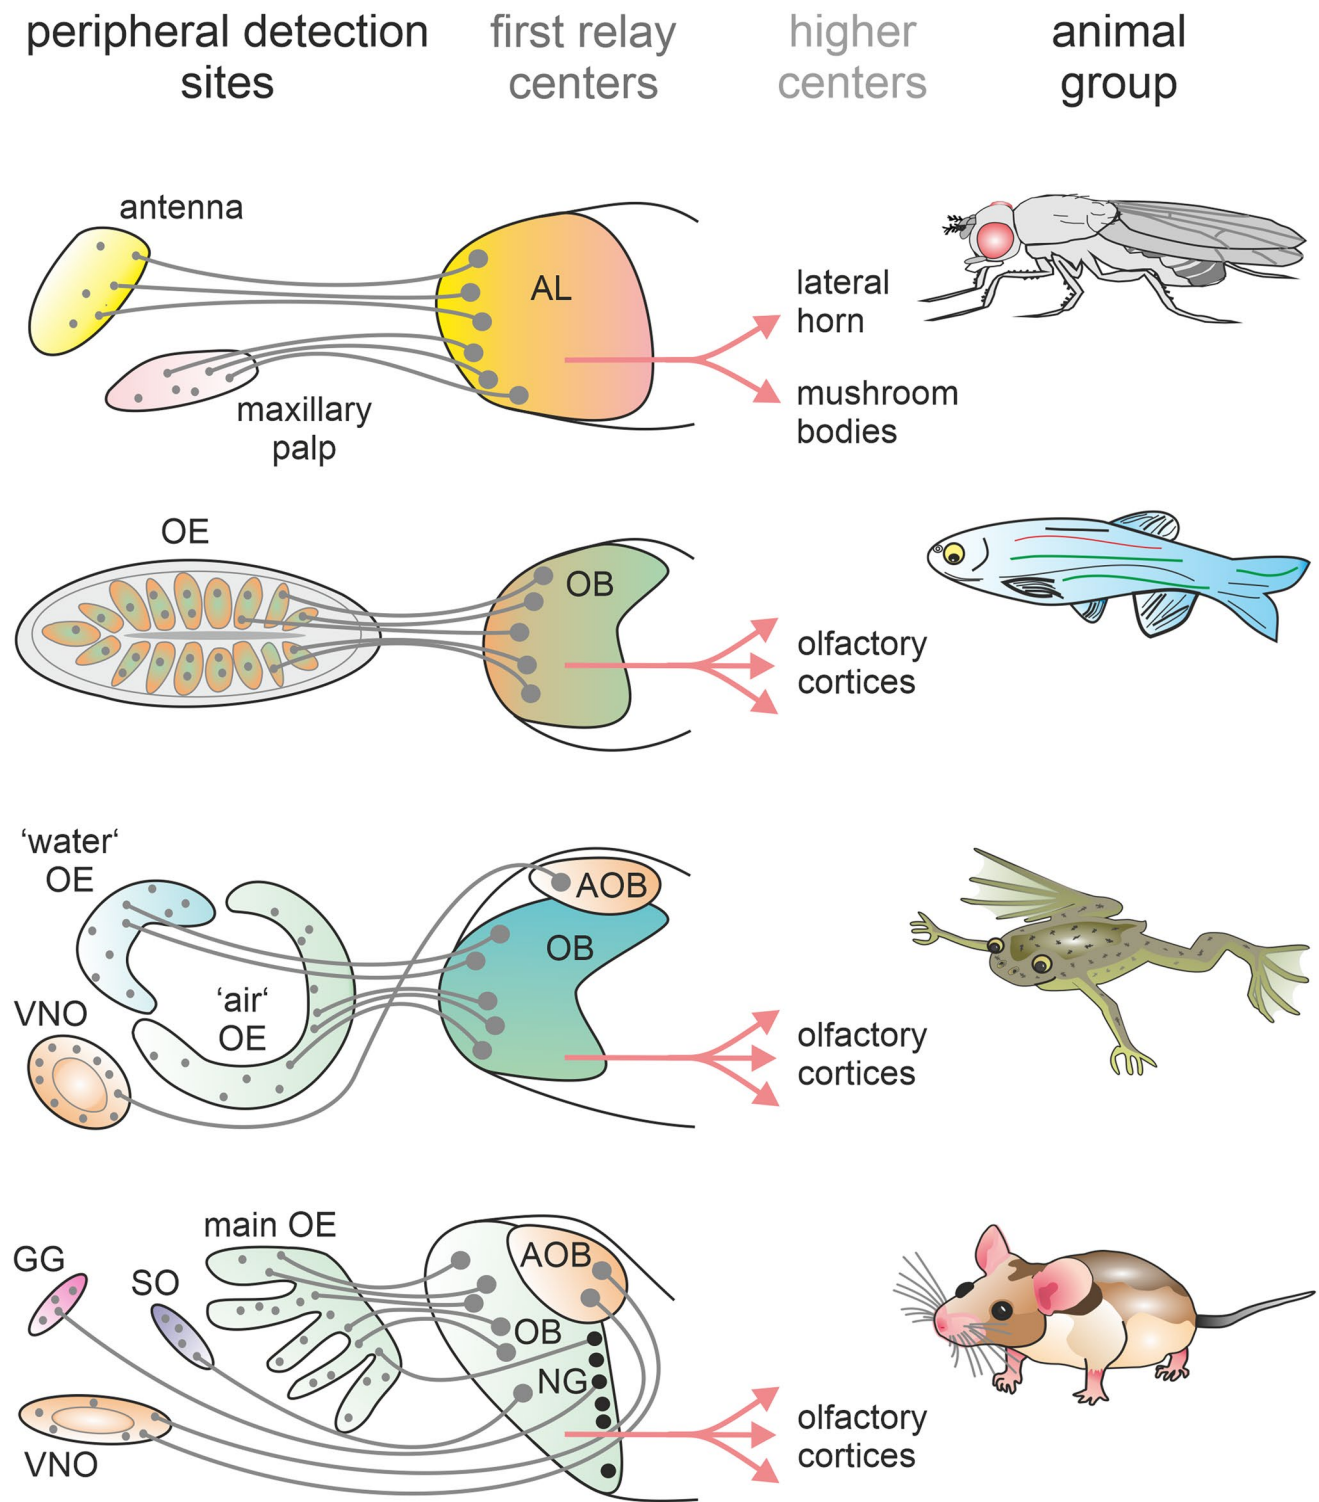 peripheral detection
sites
first relay
centers
higher
centers
animal
group
antenna
AL
lateral
horn
mushroom
bodies
maxillary
palp
OE
OB
olfactory
cortices
‘water‘
OE
AOB
OB
VNO
‘air‘
OE
olfactory
cortices
main OE
GG
SO
AOB
OB
NG
VNO
olfactory
cortices